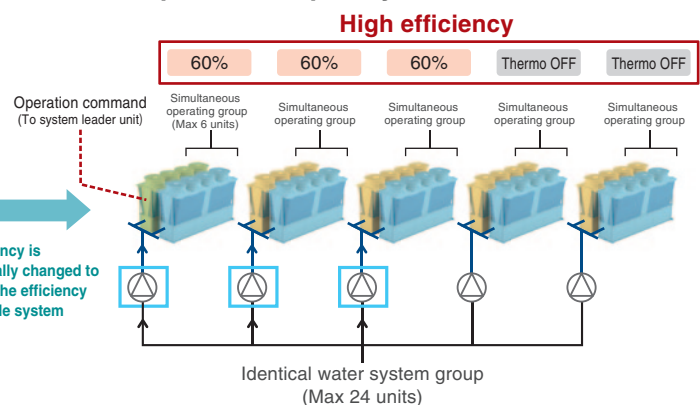 High efficiency
60%
60%
60%
Thermo OFF
Thermo OFF
Operation command
(To system leader unit)
Simultaneous
operating group
(Max 6 units)
Simultaneous
operating group
Simultaneous
operating group
Simultaneous
operating group
Simultaneous
operating group
ency is
ally changed to
he efficiency
le system
Identical water system group
(Max 24 units)